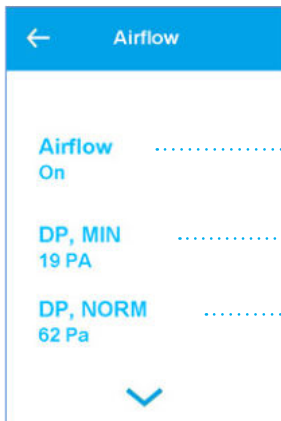 Airflow
Airflow
On
DP, MIN
19 PA
DP, NORM
62 Pa